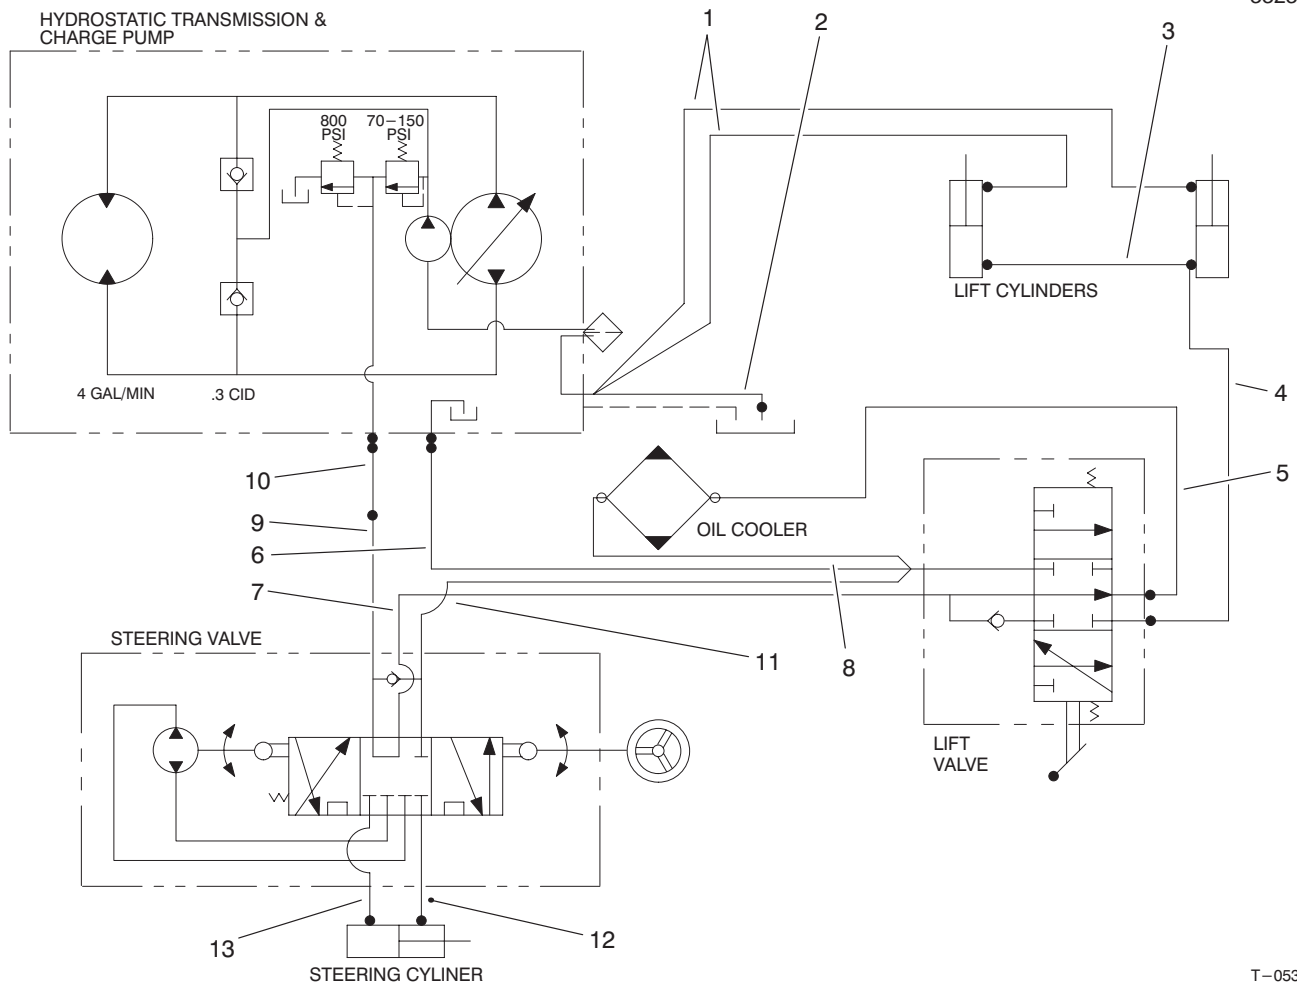 HYDROSTATIC TRANSMISSION &
CHARGE PUMP
1
2
3
800
PSI
70–150
PSI
LIFT CYLINDERS
4 GAL/MIN
.3 CID
4
10
5
9
OIL COOLER
6
7
STEERING VALVE
11
8
LIFT
VALVE
13
12
STEERING CYLINER
T–053